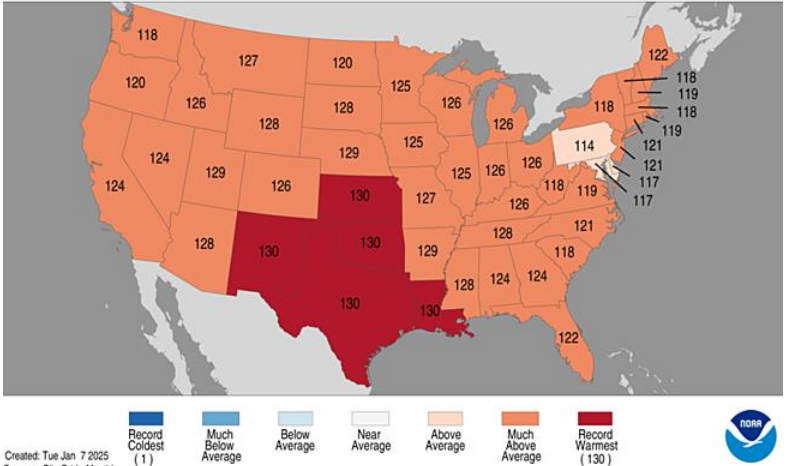 118
127
120
122
120
126
128
125
126
118
119
118
119
128
126
118
114
121
121
117
117
124
124
129
126
129
125
125
126
126
118
119
130
127
126
128
130
130
129
128
121
118
128
124
124
130
130
122
NOAA
Record
Coldest
( 1 )
Much
Below
Average
Below
Average
Near
Average
Above
Average
Much
Above
Average
Record
Warmest
( 130 )
Created: Tue Jan 7 2025